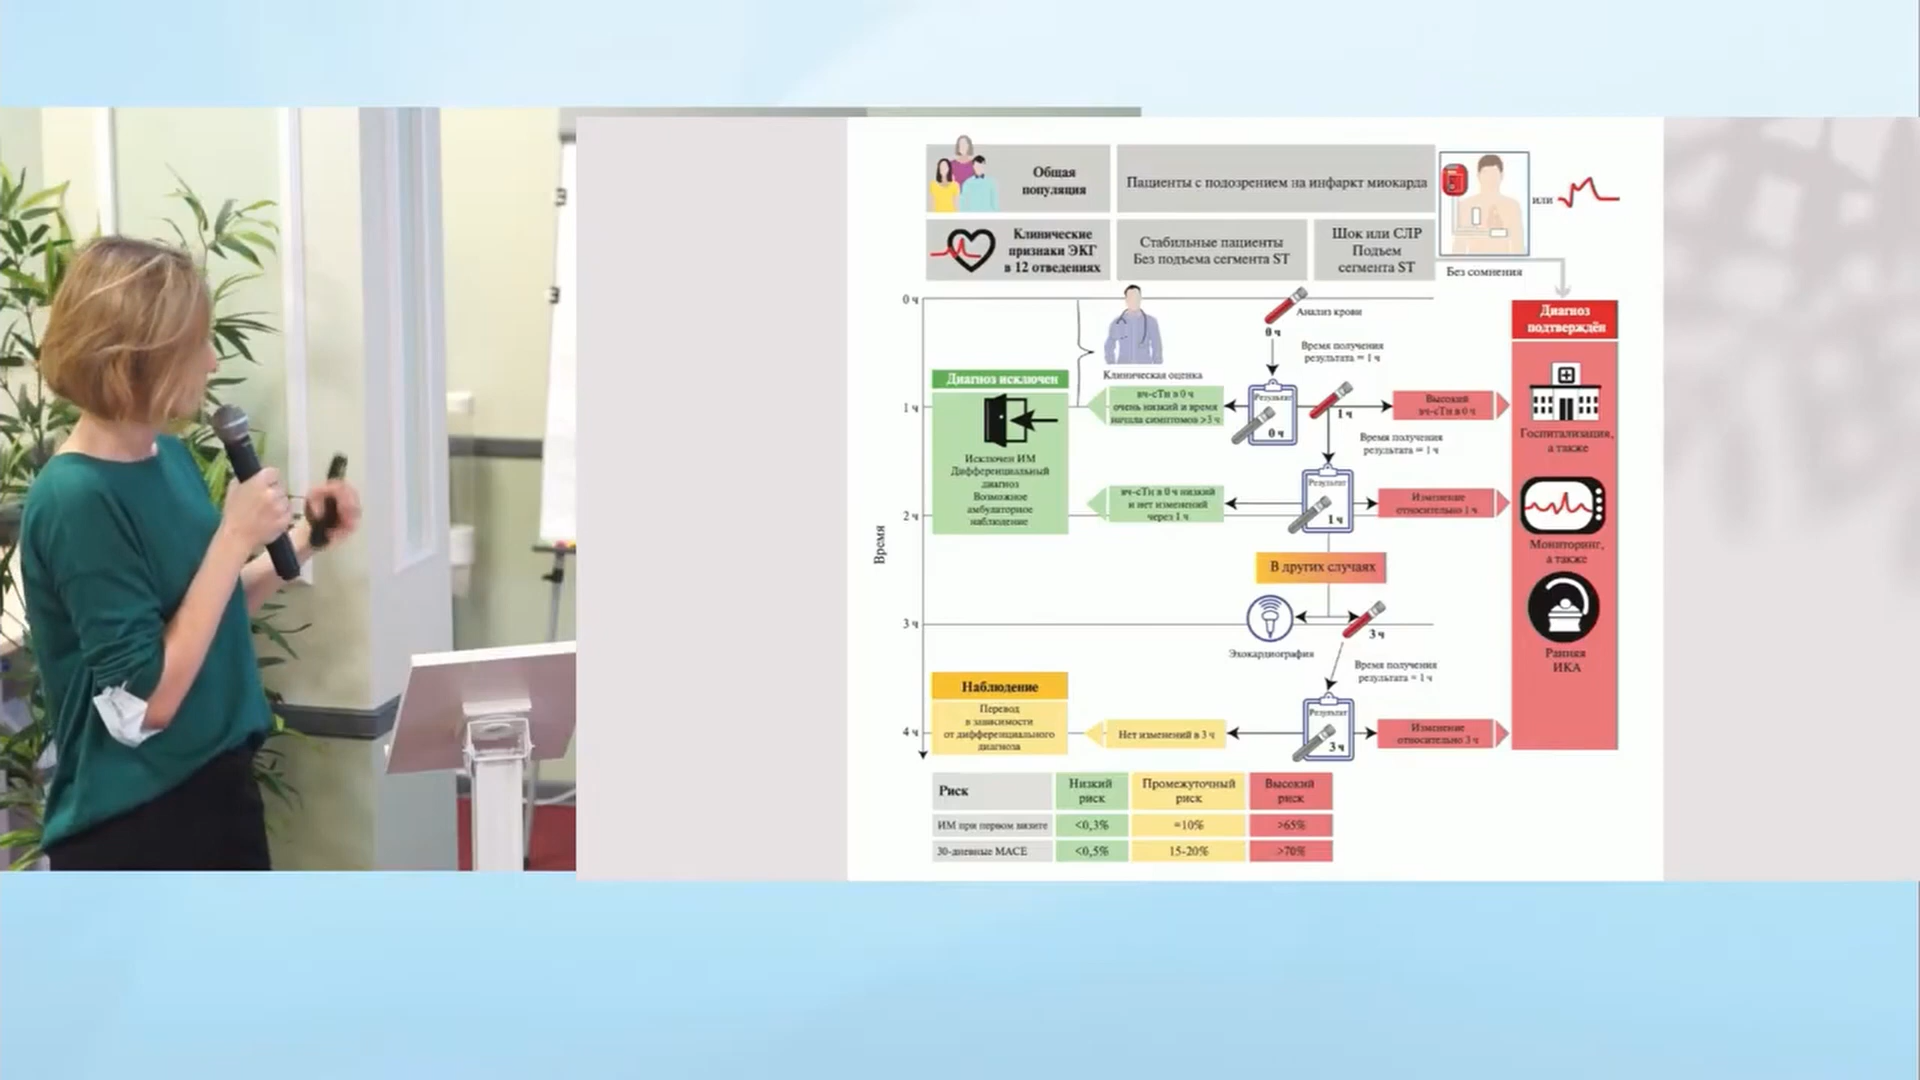 Общая
популяция
Пациенты с подозрением на инфаркт миокарда
или
Клинические
признаки ЭКГ
в 12 отведениях
Стабильные пациенты
Без подъема сегмента ST
Шок или СЛР
Подъем
сегмента ST
Без сомнения
Время
0 ч
1 ч
2 ч
3 ч
4 ч
Анализ крови
0 ч
Время получения
результата = 1 ч
Клиническая оценка
Диагноз исключен
Исключен ИМ
Дифференциальный
диагноз
Возможное
амбулаторное
наблюдение
вч-сТн в 0 ч
очень низкий и время
начала симптомов >3 ч
Результат
0 ч
1 ч
Высокий
вч-сТн в 0 ч
Время получения
результата = 1 ч
вч-сТн в 0 ч низкий
и нет изменений
через 1 ч
Результат
1 ч
Изменение
относительно 1 ч
В других случаях
Эхокардиография
3 ч
Время получения
результата = 1 ч
Наблюдение
Перевод
в зависимости
от дифференциального
диагноза
Нет изменений в 3 ч
Результат
3 ч
Изменение
относительно 3 ч
Диагноз
подтверждён
Госпитализация,
а также
Мониторинг,
а также
Ранняя
ИКА
Риск
Низкий
риск
Промежуточный
риск
Высокий
риск
ИМ при первом визите
<0,3%
≈10%
>65%
30-дневные MACE
<0,5%
15-20%
>70%